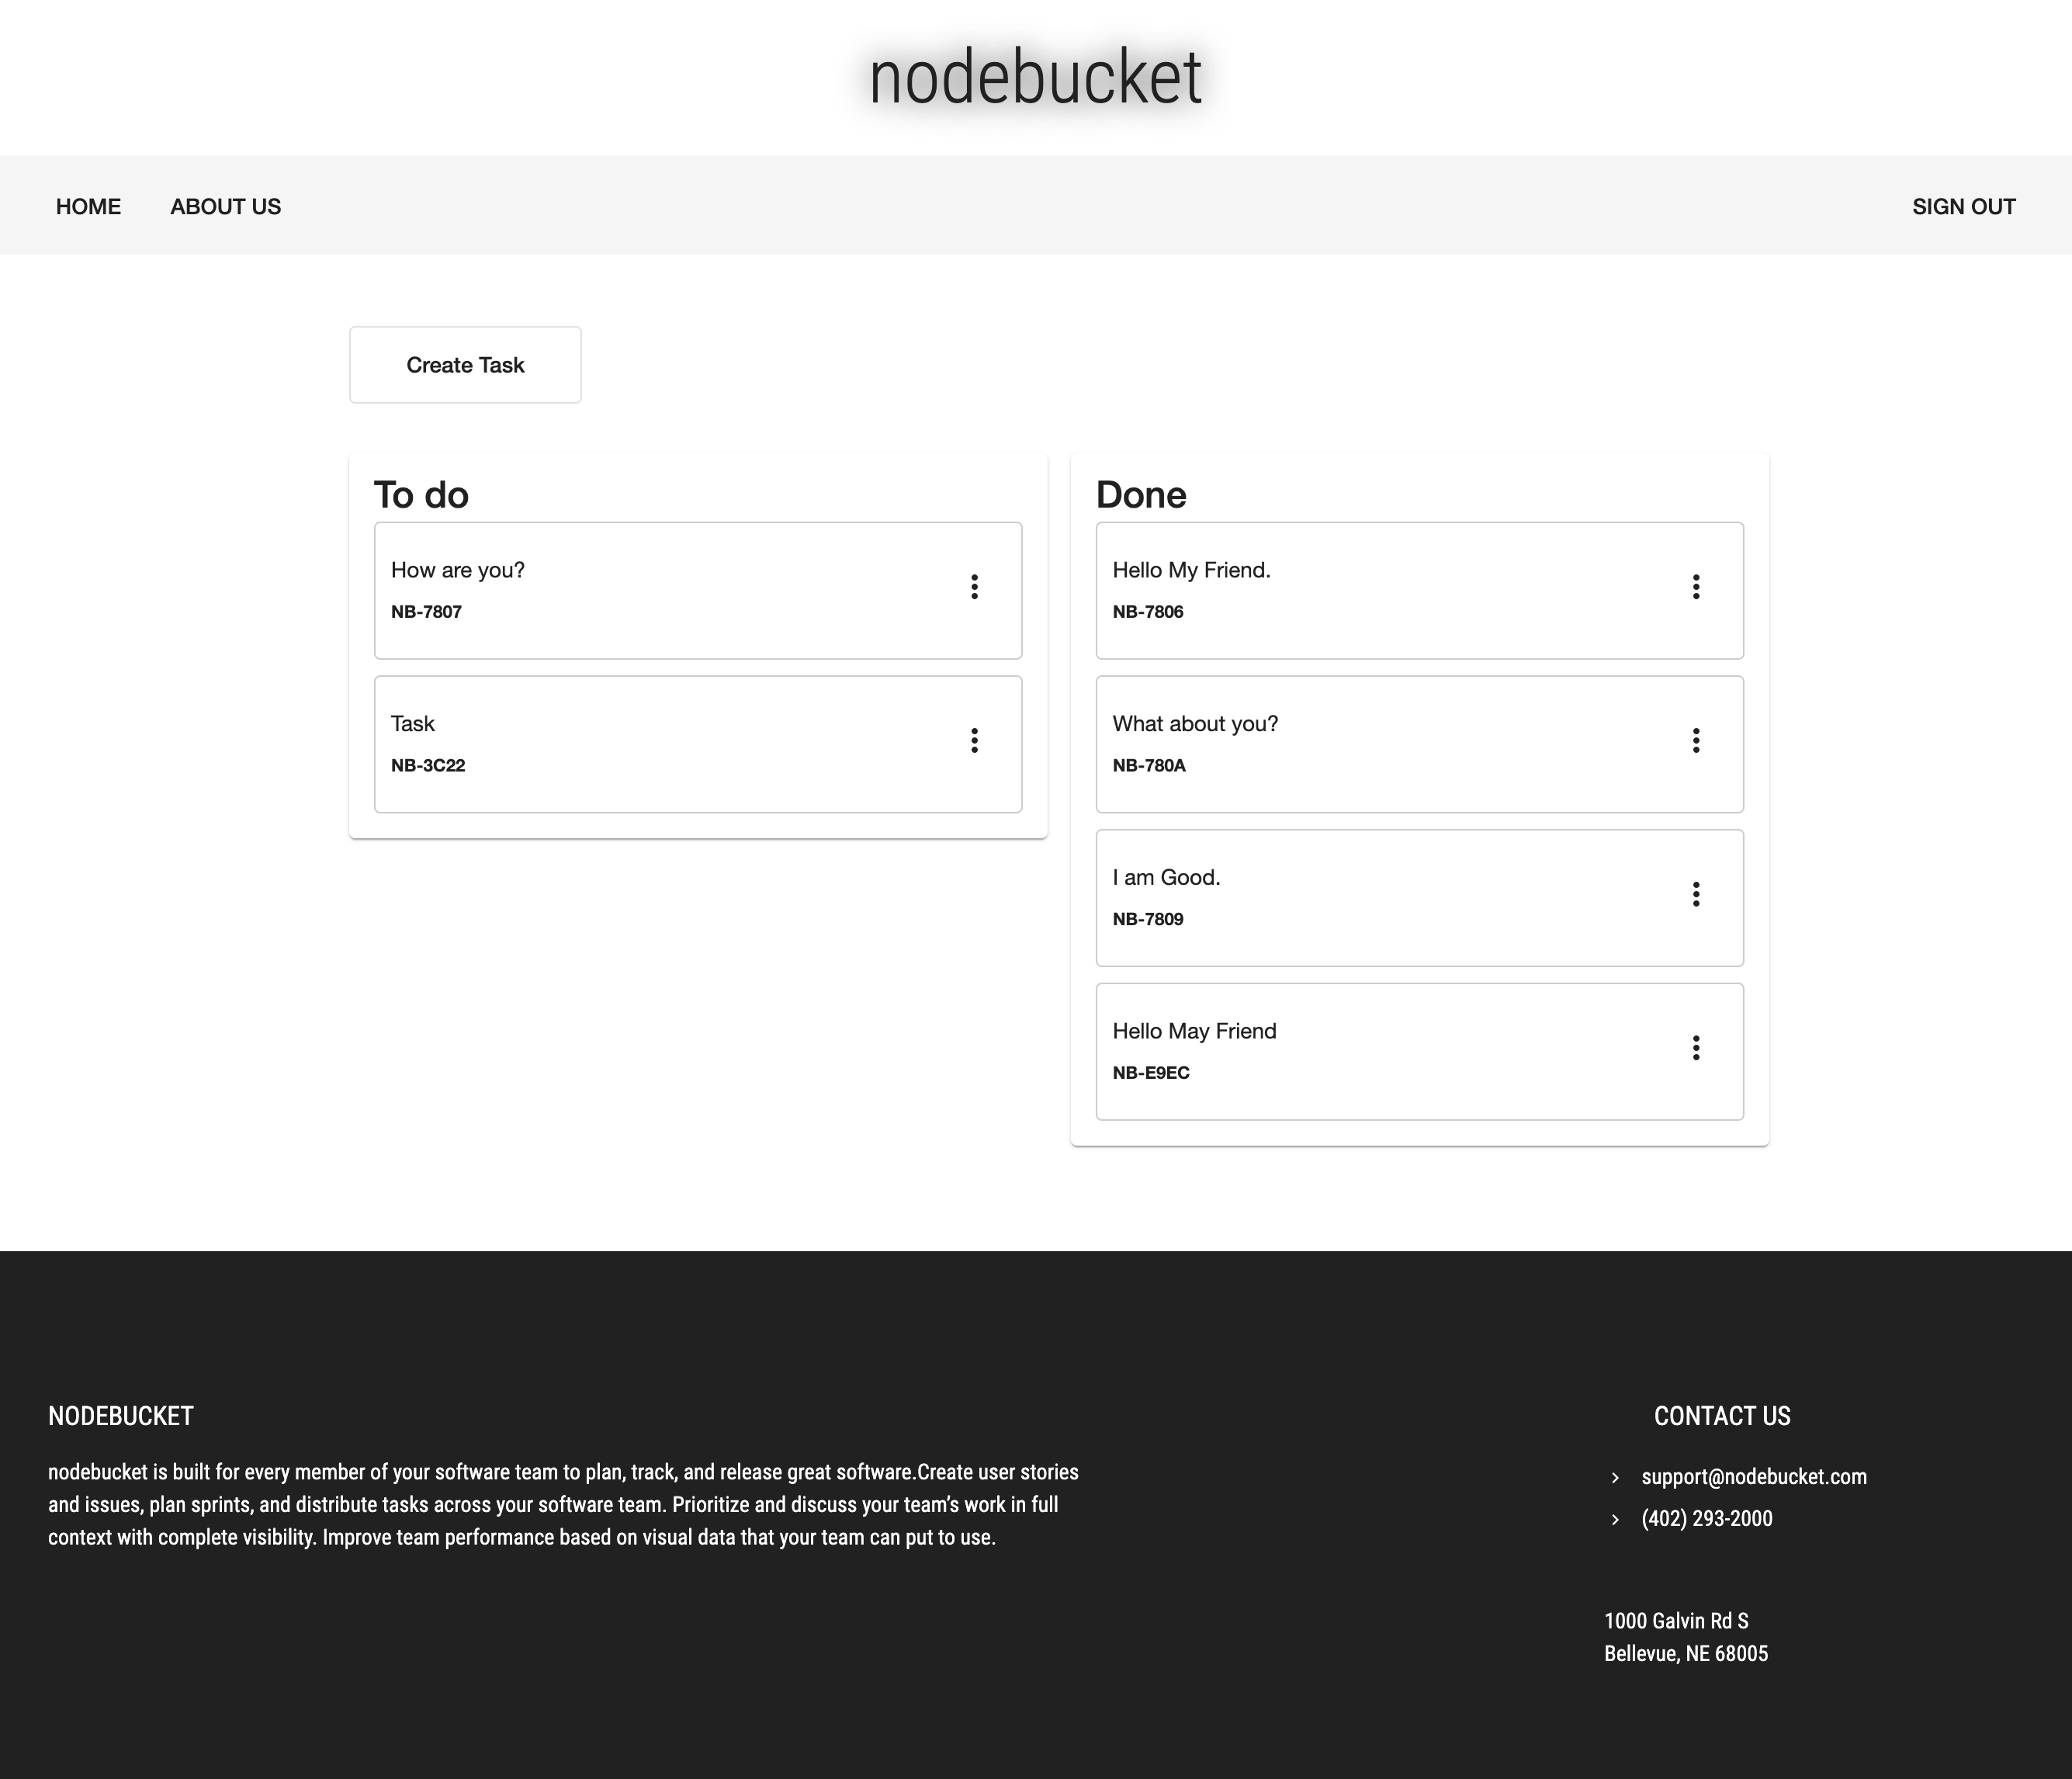 nodebucket
HOME
ABOUT US
SIGN OUT
Create Task
To do
How are you?
NB-7807
Task
NB-3C22
Done
Hello My Friend.
NB-7806
What about you?
NB-780A
I am Good.
NB-7809
Hello May Friend
NB-E9EC
NODEBUCKET
nodebucket is built for every member of your software team to plan, track, and release great software.Create user stories
and issues, plan sprints, and distribute tasks across your software team. Prioritize and discuss your team’s work in full
context with complete visibility. Improve team performance based on visual data that your team can put to use.
CONTACT US
support@nodebucket.com
(402) 293-2000
1000 Galvin Rd S
Bellevue, NE 68005